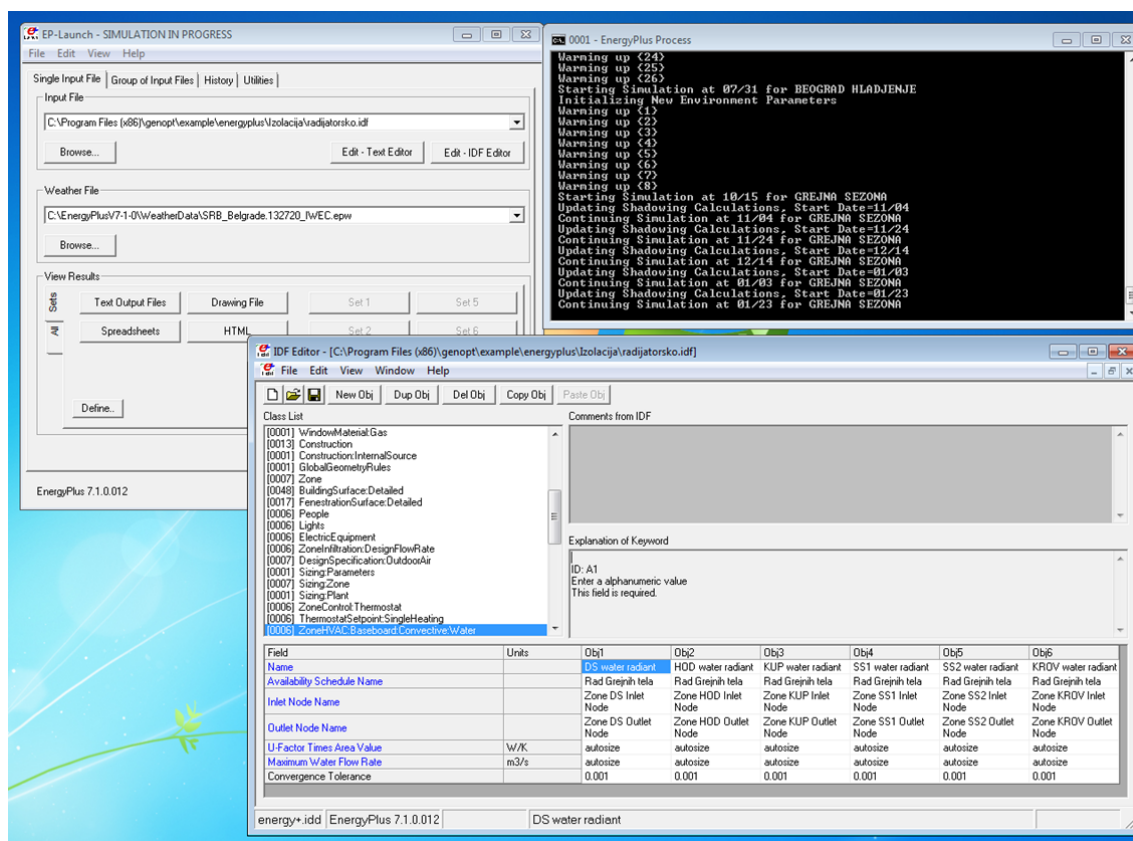 EP-Launch - SIMULATION IN PROGRESS
File Edit View Help
Single Input File Group of Input Files History Utilities
Input File
C:\Program Files (x86)\genopt\example\energyplus\Izolacija\radijatorsko.idf
Browse... Edit - Text Editor Edit - IDF Editor
Weather File
C:\EnergyPlusV7-1-0\WeatherData\SRB_Belgrade.132720_IWEC.epw
Browse...
View Results
Sets
All
Text Output Files Drawing File Set 1 Set 5
Spreadsheets HTML Set 2 Set 6
Define..
EnergyPlus 7.1.0.012
0001 - EnergyPlus Process
Warming up {24}
Warming up {25}
Warming up {26}
Starting Simulation at 07/31 for BEOGRAD HLADJENJE
Initializing New Environment Parameters
Warming up {1}
Warming up {2}
Warming up {3}
Warming up {4}
Warming up {5}
Warming up {6}
Warming up {7}
Warming up {8}
Starting Simulation at 10/15 for GREJNA SEZONA
Updating Shadowing Calculations, Start Date=11/04
Continuing Simulation at 11/04 for GREJNA SEZONA
Updating Shadowing Calculations, Start Date=11/24
Continuing Simulation at 11/24 for GREJNA SEZONA
Updating Shadowing Calculations, Start Date=12/14
Continuing Simulation at 12/14 for GREJNA SEZONA
Updating Shadowing Calculations, Start Date=01/03
Continuing Simulation at 01/03 for GREJNA SEZONA
Updating Shadowing Calculations, Start Date=01/23
Continuing Simulation at 01/23 for GREJNA SEZONA
IDF Editor - [C:\Program Files (x86)\genopt\example\energyplus\Izolacija\radijatorsko.idf]
File Edit View Window Help
New Obj Dup Obj Del Obj Copy Obj Paste Obj
Class List
[0001] WindowMaterial:Gas
[0013] Construction
[0001] Construction:InternalSource
[0001] GlobalGeometryRules
[0007] Zone
[0048] BuildingSurface:Detailed
[0017] FenestrationSurface:Detailed
[0006] People
[0006] Lights
[0006] ElectricEquipment
[0006] ZoneInfiltration:DesignFlowRate
[0007] DesignSpecification:OutdoorAir
[0001] Sizing:Parameters
[0007] Sizing:Zone
[0001] Sizing:Plant
[0006] ZoneControl:Thermostat
[0006] ThermostatSetpoint:SingleHeating
[0006] ZoneHVAC:Baseboard:Convective:Water
Comments from IDF
Explanation of Keyword
ID: A1
Enter a alphanumeric value
This field is required.
Field Units Obj1 Obj2 Obj3 Obj4 Obj5 Obj6
Name DS water radiant HOD water radiant KUP water radiant SS1 water radiant SS2 water radiant KROV water radiant
Availability Schedule Name Rad Grejnih tela Rad Grejnih tela Rad Grejnih tela Rad Grejnih tela Rad Grejnih tela Rad Grejnih tela
Inlet Node Name Zone DS Inlet Node Zone HOD Inlet Node Zone KUP Inlet Node Zone SS1 Inlet Node Zone SS2 Inlet Node Zone KROV Inlet Node
Outlet Node Name Zone DS Outlet Node Zone HOD Outlet Node Zone KUP Outlet Node Zone SS1 Outlet Node Zone SS2 Outlet Node Zone KROV Outlet Node
U-Factor Times Area Value W/K autosize autosize autosize autosize autosize autosize
Maximum Water Flow Rate m3/s autosize autosize autosize autosize autosize autosize
Convergence Tolerance 0.001 0.001 0.001 0.001 0.001 0.001
energy+.idd EnergyPlus 7.1.0.012 DS water radiant